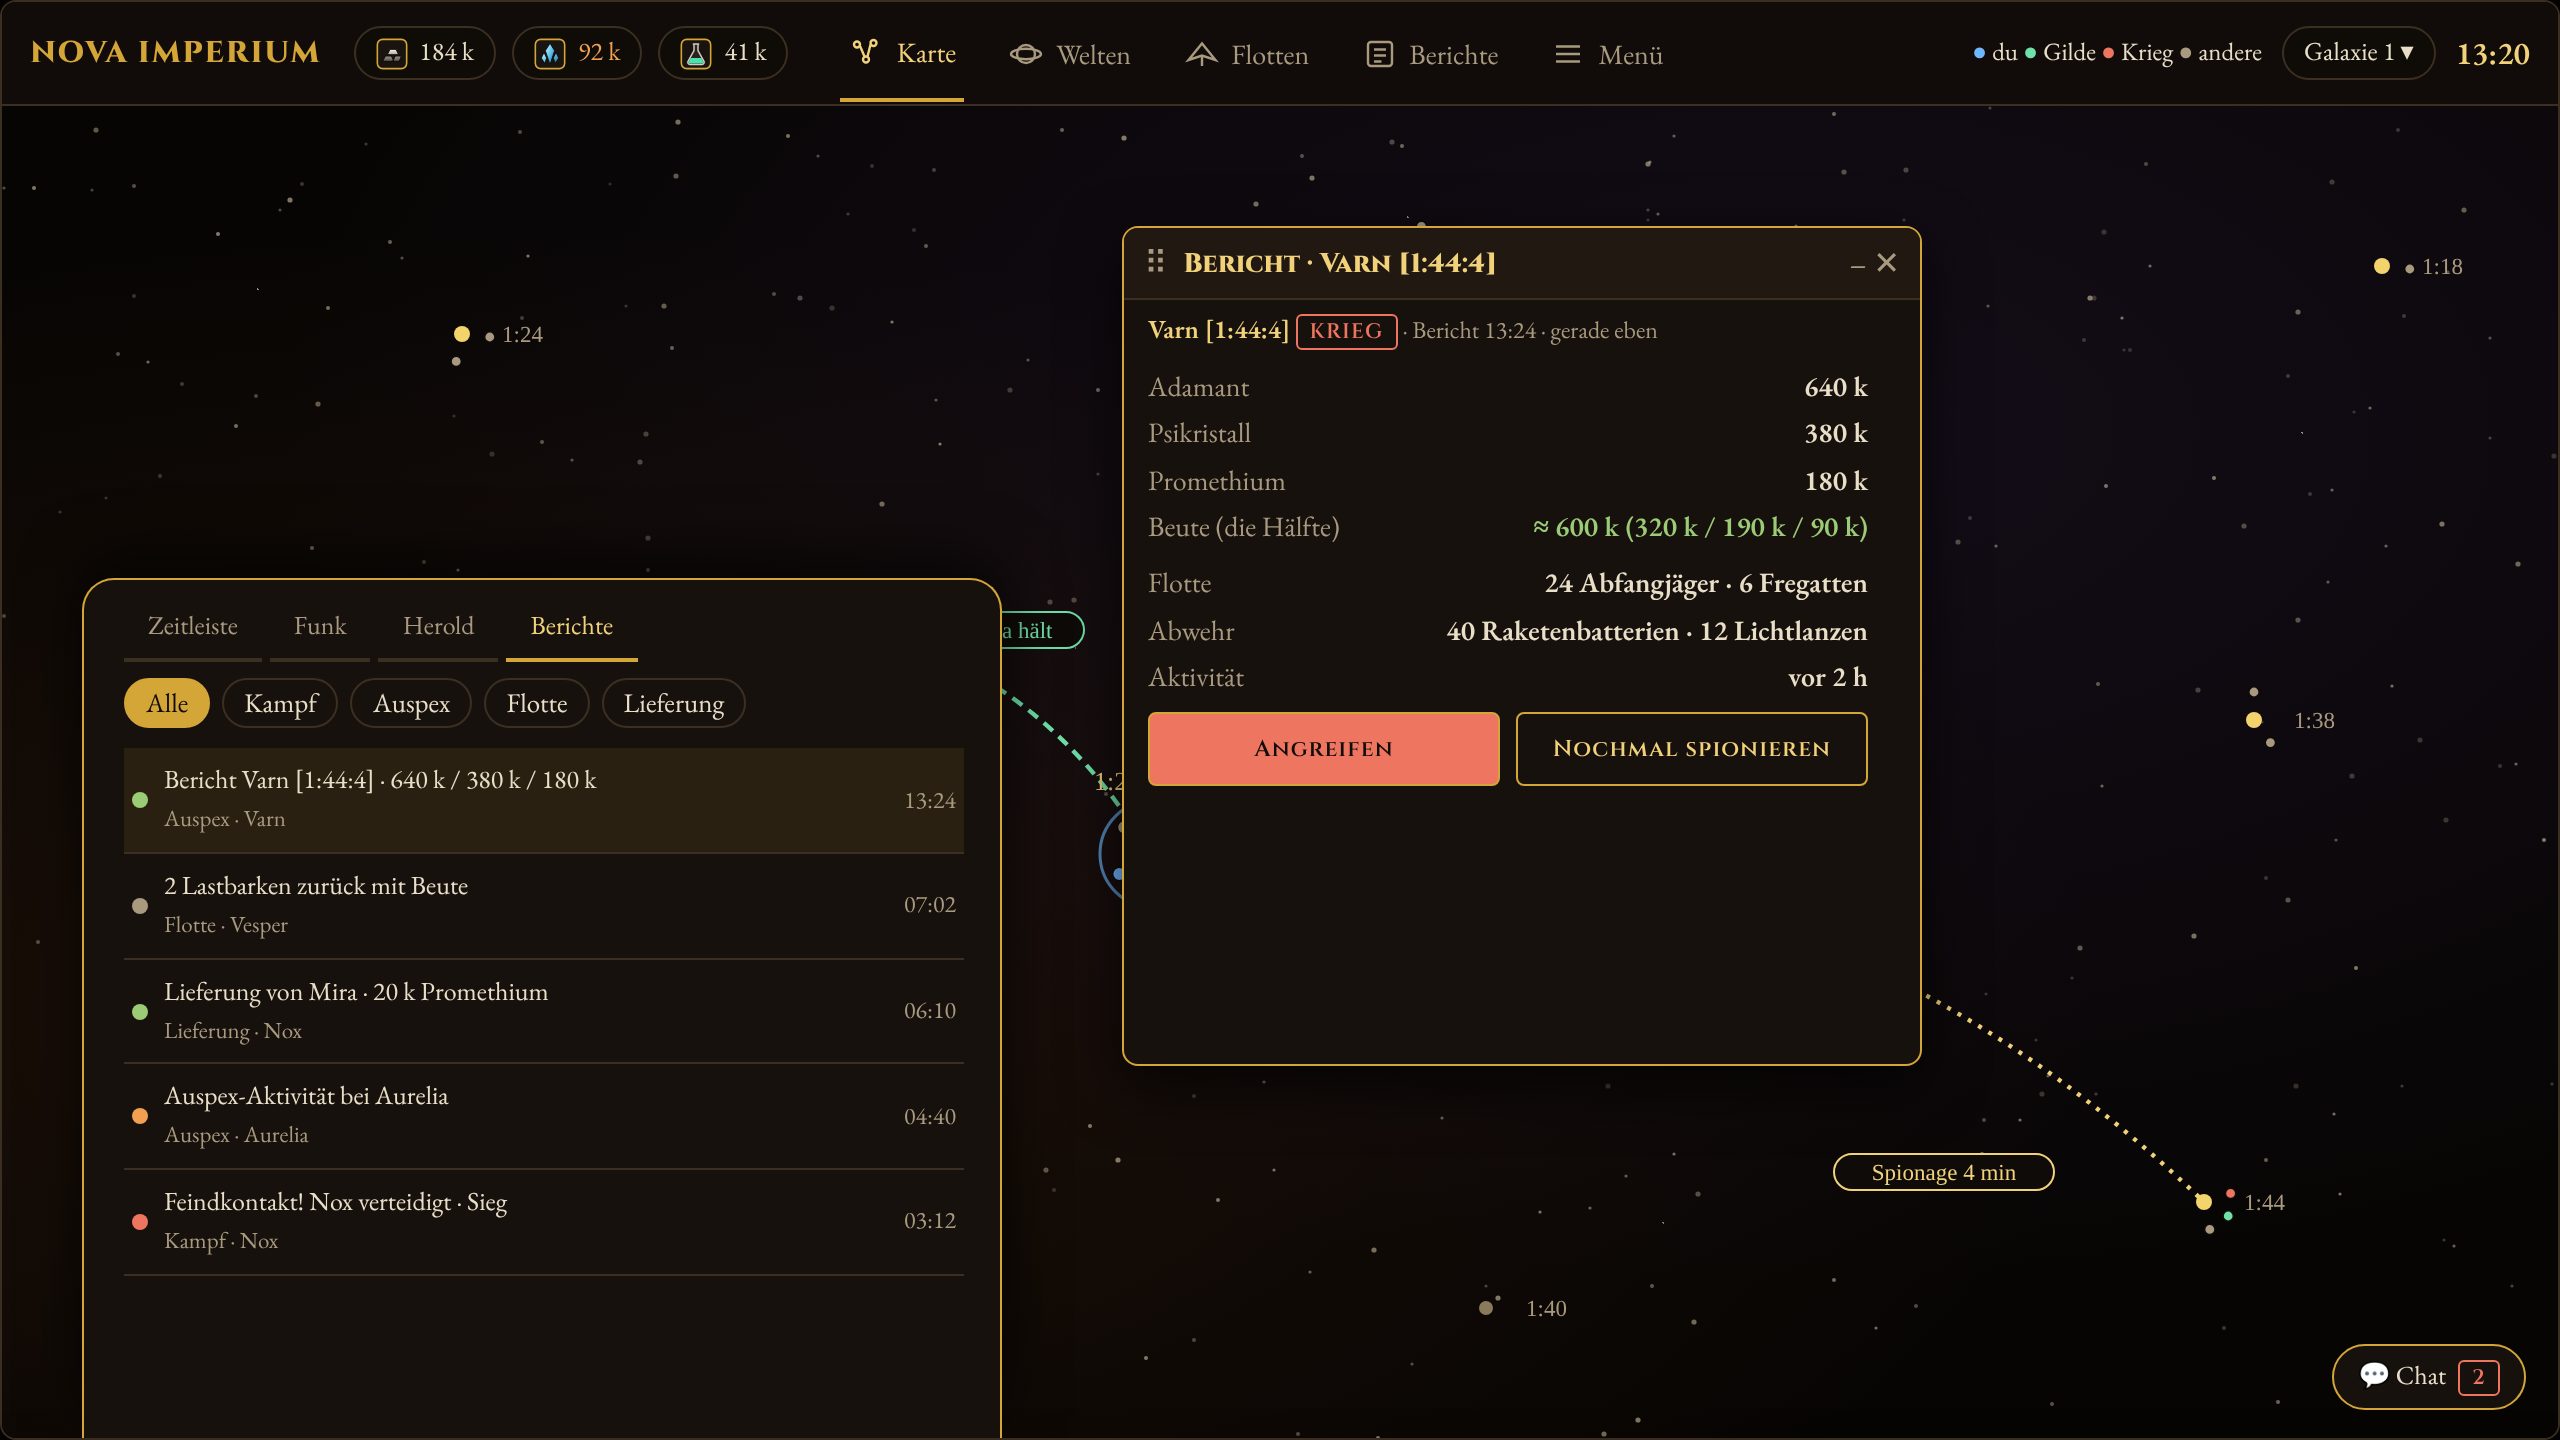 NOVA IMPERIUM 184 k 92 k 41 k Karte Welten Flotten Berichte Menü du Gilde Krieg andere Galaxie 1 ▾ 13:20
1:18
1:24
Bericht · Varn [1:44:4] – ✕
Varn [1:44:4] KRIEG · Bericht 13:24 · gerade eben
Adamant 640 k
Psikristall 380 k
Promethium 180 k
Beute (die Hälfte) ≈ 600 k (320 k / 190 k / 90 k)
Flotte 24 Abfangjäger · 6 Fregatten
Abwehr 40 Raketenbatterien · 12 Lichtlanzen
Aktivität vor 2 h
Angreifen Nochmal spionieren
Zeitleiste Funk Herold Berichte
Alle Kampf Auspex Flotte Lieferung
Bericht Varn [1:44:4] · 640 k / 380 k / 180 k
Auspex · Varn
13:24
2 Lastbarken zurück mit Beute
Flotte · Vesper
07:02
Lieferung von Mira · 20 k Promethium
Lieferung · Nox
06:10
Auspex-Aktivität bei Aurelia
Auspex · Aurelia
04:40
Feindkontakt! Nox verteidigt · Sieg
Kampf · Nox
03:12
a hält
1:2
1:38
Spionage 4 min
1:44
1:40
Chat 2